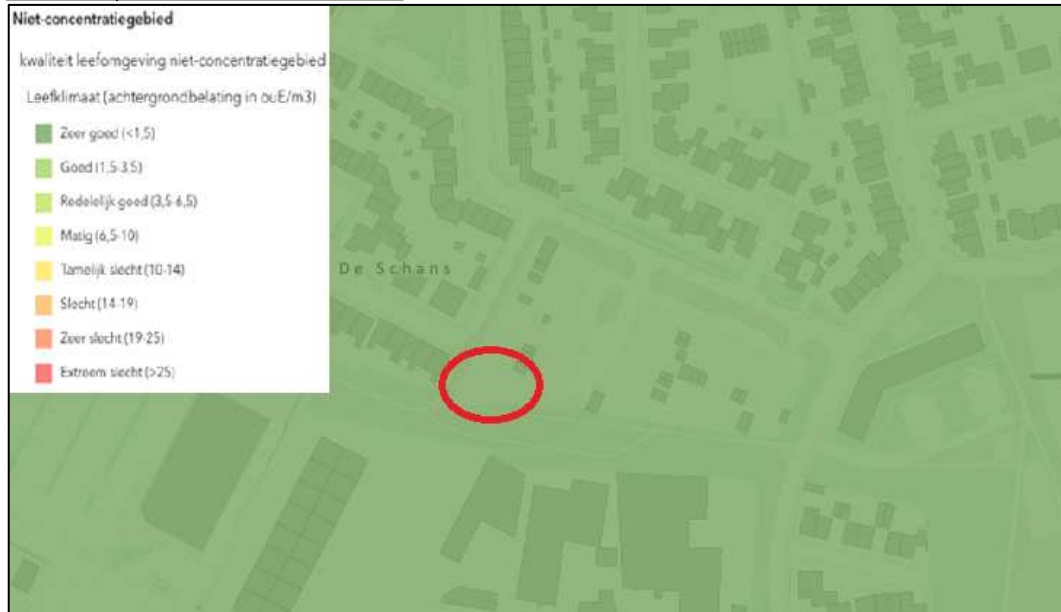 Niet-concentratiegebied
kwaliteit leefomgeving niet-concentratiegebied
Leefklimaat (achtergrondbelating in ouE/m3)
Zeer goed (<1,5)
Goed (1,5-3,5)
Redelelijk goed (3,5-6,5)
Matig (6,5-10)
Tamelijk slecht (10-14)
Slecht (14-19)
Zeer slecht (19-25)
Extreem slecht (>25)
De Schans